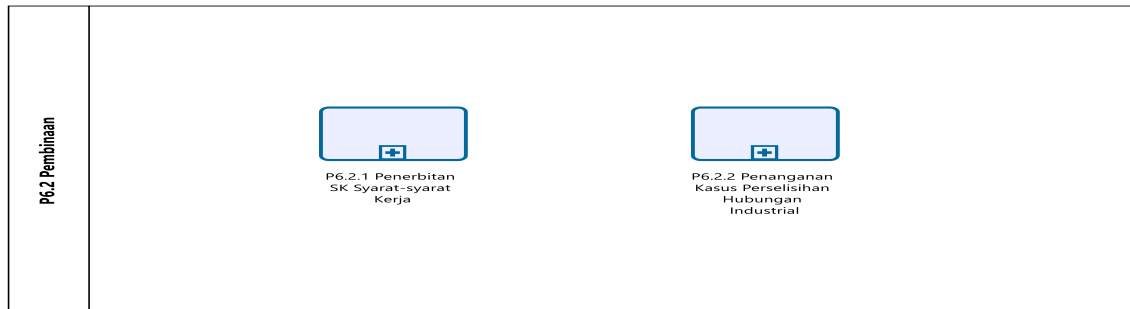 P6.2 Pembinaan
P6.2.1 Penerbitan
SK Syarat-syarat
Kerja
P6.2.2 Penanganan
Kasus Perselisihan
Hubungan
Industrial